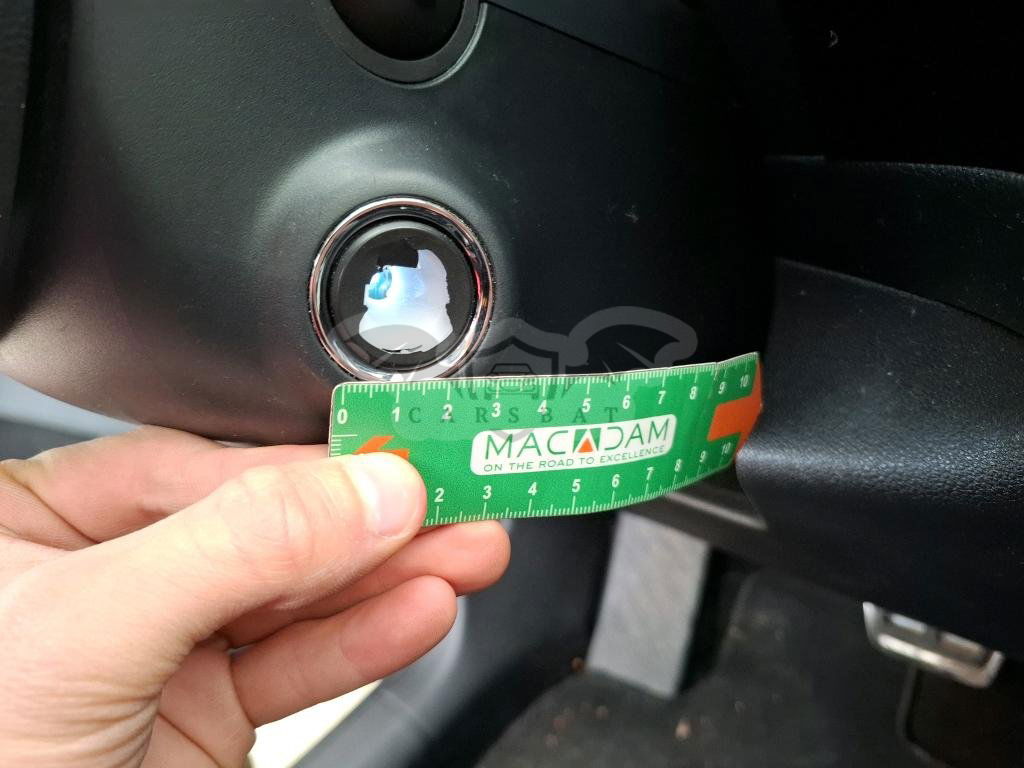 0 1 2 3 4 5 6 7 8 9 10
CARSBAT
MACADAM
ON THE ROAD TO EXCELLENCE
2 3 4 5 6 7 8 9 10